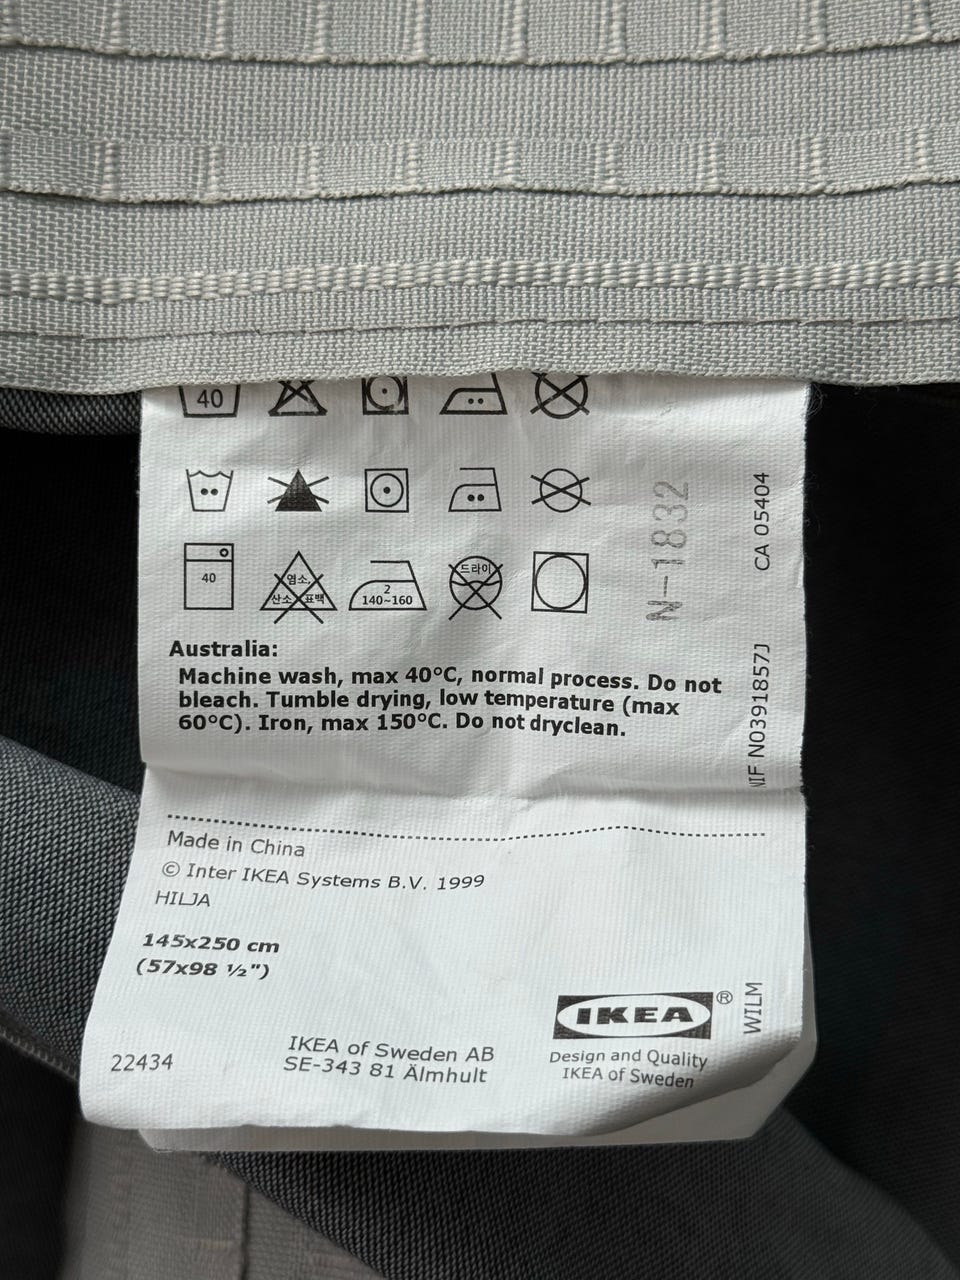 40
40
염소,
산소 표백
2
140~160
드라이
N-1832
CA 05404
NIF N0391857J
Australia:
Machine wash, max 40°C, normal process. Do not
bleach. Tumble drying, low temperature (max
60°C). Iron, max 150°C. Do not dryclean.
Made in China
© Inter IKEA Systems B.V. 1999
HILJA
145x250 cm
(57x98 ½")
22434
IKEA of Sweden AB
SE-343 81 Älmhult
IKEA®
Design and Quality
IKEA of Sweden
WILM